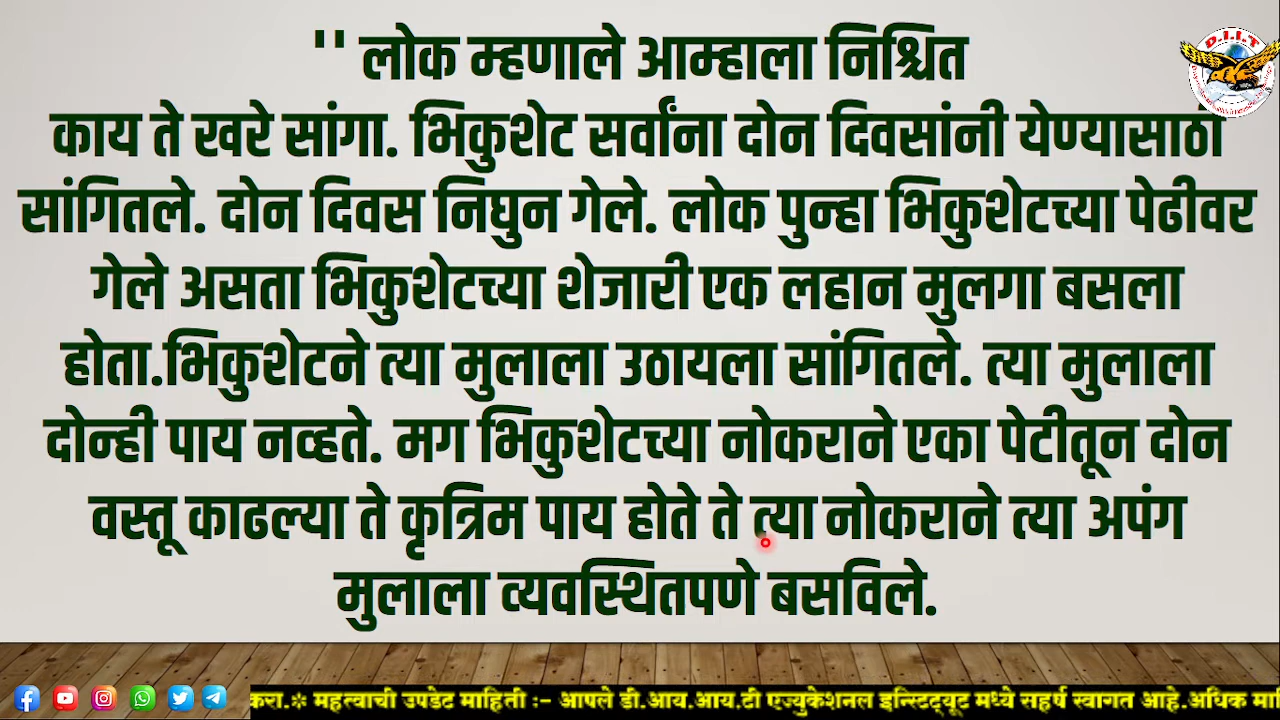 '' लोक म्हणाले आम्हाला निश्चित
काय ते खरे सांगा. भिकुशेट सर्वांना दोन दिवसांनी येण्यासाठी
सांगितले. दोन दिवस निघुन गेले. लोक पुन्हा भिकुशेटच्या पेढीवर
गेले असता भिकुशेटच्या शेजारी एक लहान मुलगा बसला
होता.भिकुशेटने त्या मुलाला उठायला सांगितले. त्या मुलाला
दोन्ही पाय नव्हते. मग भिकुशेटच्या नोकराने एका पेटीतून दोन
वस्तू काढल्या ते कृत्रिम पाय होते ते त्या नोकराने त्या अपंग
मुलाला व्यवस्थितपणे बसविले.
D.I.I.T
करा.* महत्वाची उपडेट माहिती :- आपले डी.आय.आय.टी एज्युकेशनल इन्स्टिट्यूट मध्ये सहर्ष स्वागत आहे.अधिक